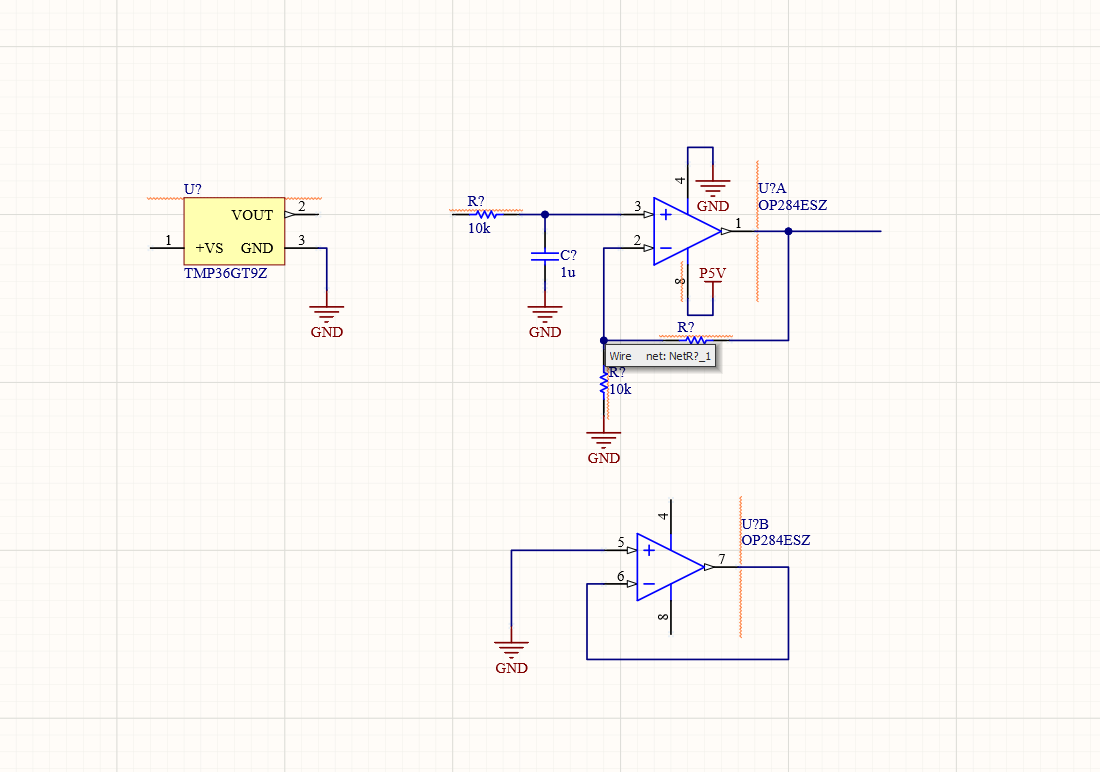 U?
VOUT 2
1 +VS GND 3
TMP36GT9Z
GND
R?
10k
C?
1u
GND
4
GND
U?A
OP284ESZ
3
2
1
8
P5V
R?
Wire net: NetR?_1
R?
10k
GND
4
U?B
OP284ESZ
5
6
7
8
GND